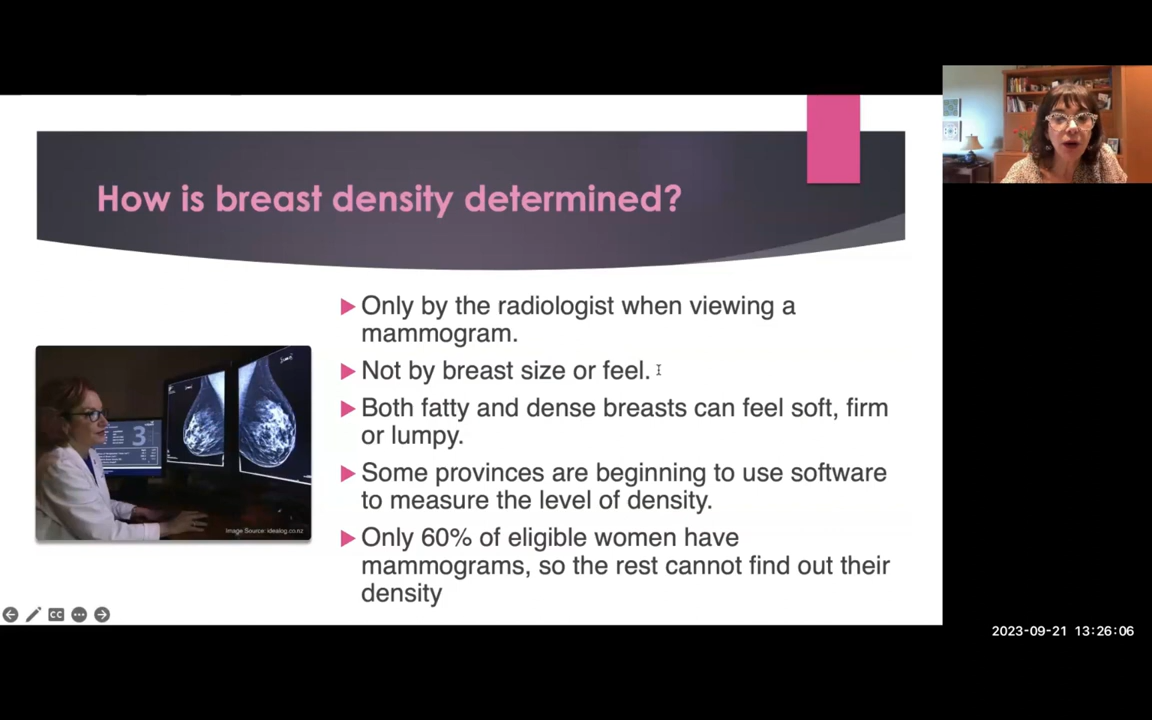 How is breast density determined?
Only by the radiologist when viewing a
mammogram.
Not by breast size or feel.
Both fatty and dense breasts can feel soft, firm
or lumpy.
Some provinces are beginning to use software
to measure the level of density.
Only 60% of eligible women have
mammograms, so the rest cannot find out their
density
3
Image Source: idealog.co.nz
CC
2023-09-21 13:26:06